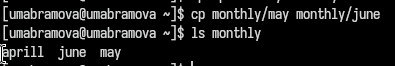 [umabramova@umabramova ~]$ cp monthly/may monthly/june
[umabramova@umabramova ~]$ ls monthly
aprill june may